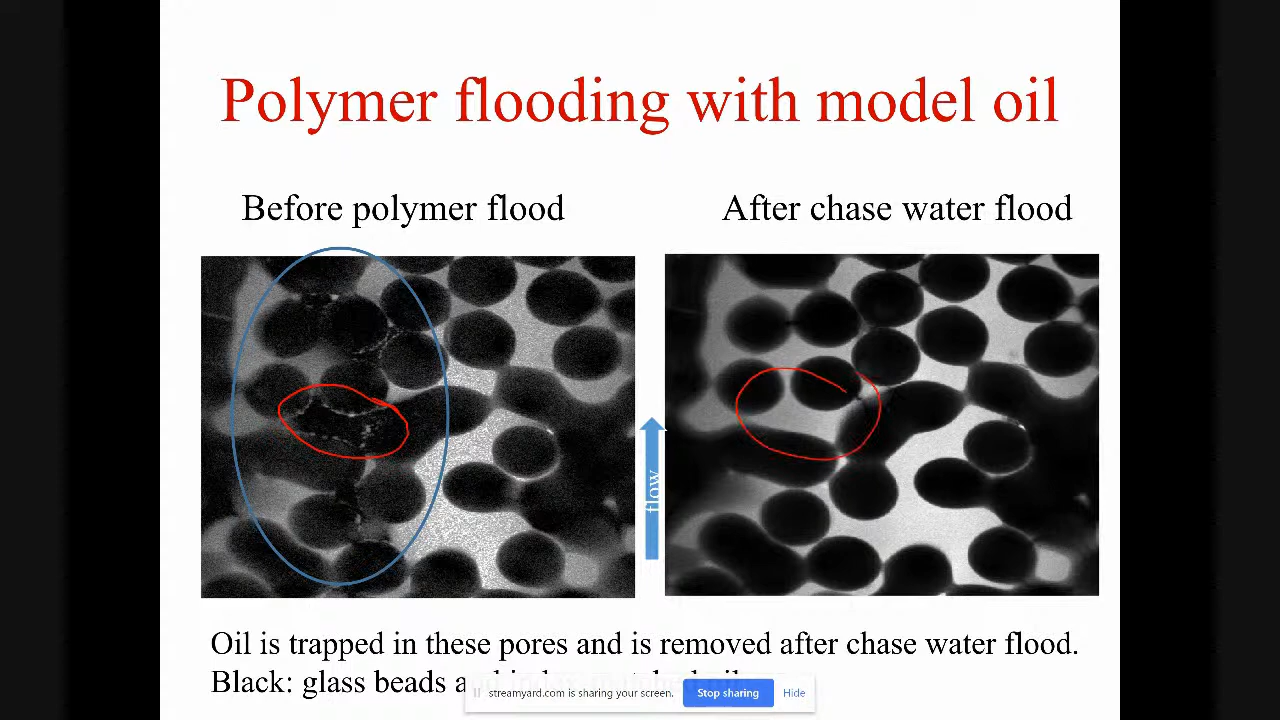 Polymer flooding with model oil
Before polymer flood
After chase water flood
flow
Oil is trapped in these pores and is removed after chase water flood.
Black: glass beads
streamyard.com is sharing your screen.
Stop sharing
Hide